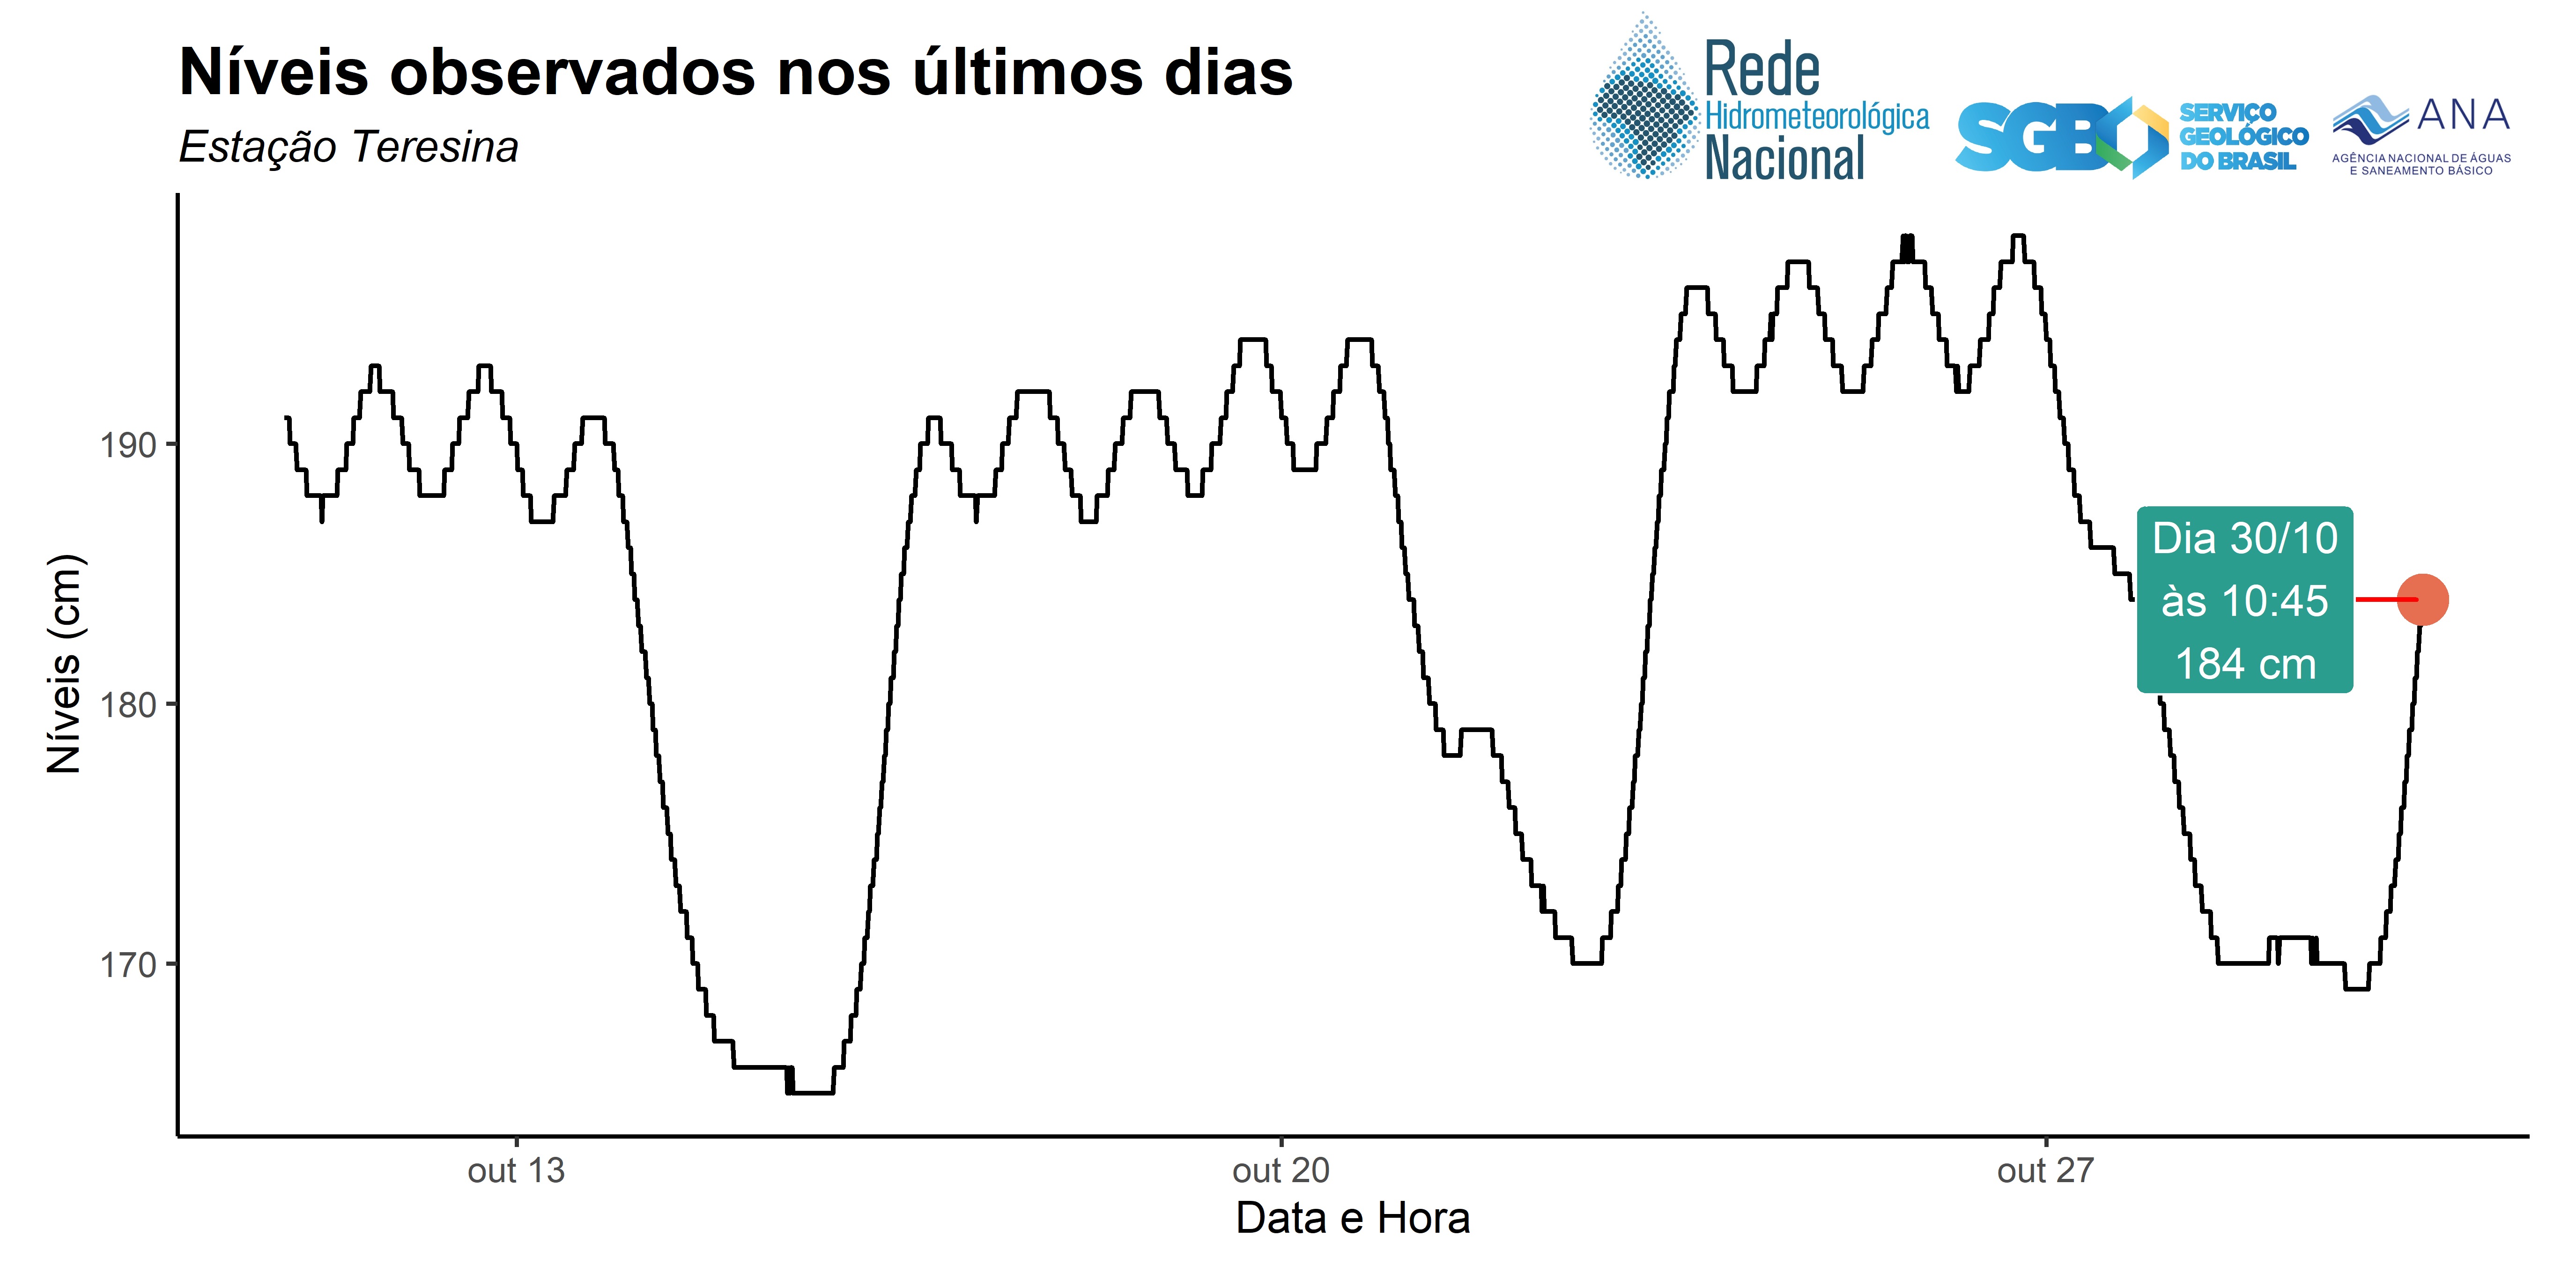 Níveis observados nos últimos dias
Estação Teresina
Rede
Hidrometeorológica
Nacional
SGB
SERVIÇO
GEOLÓGICO
DO BRASIL
ANA
AGÊNCIA NACIONAL DE ÁGUAS
E SANEAMENTO BÁSICO
Níveis (cm)
190
180
170
Dia 30/10
às 10:45
184 cm
out 13
out 20
out 27
Data e Hora